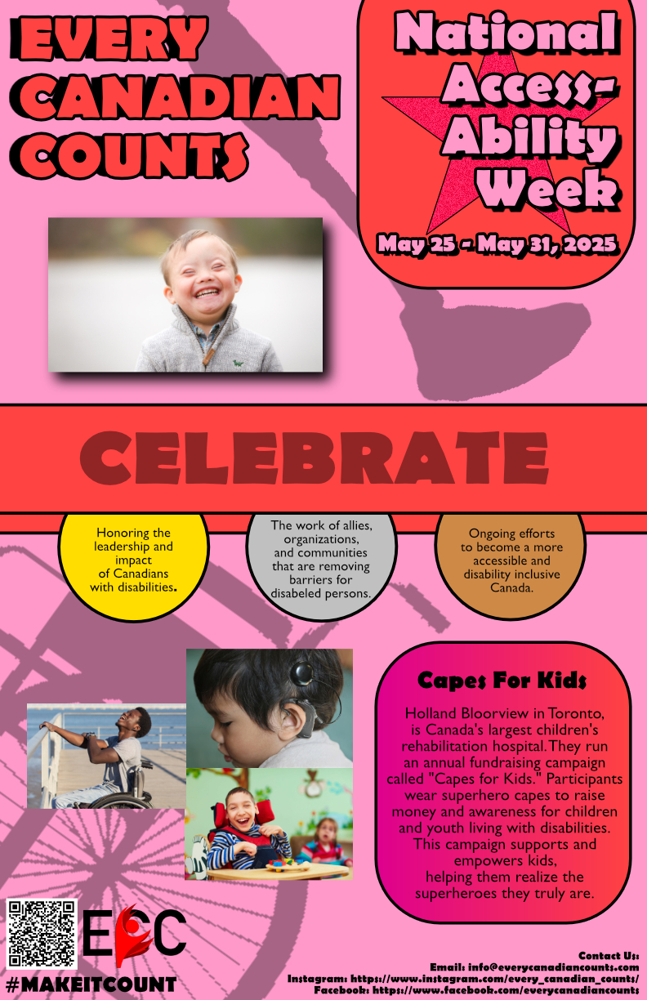 EVERY
CANADIAN
COUNTS
National
Access-
Ability
Week
May 25 - May 31, 2025
CELEBRATE
Honoring the
leadership and
impact
of Canadians
with disabilities.
The work of allies,
organizations,
and communities
that are removing
barriers for
disabeled persons.
Ongoing efforts
to become a more
accessible and
disability inclusive
Canada.
Capes For Kids
Holland Bloorview in Toronto,
is Canada's largest children's
rehabilitation hospital. They run
an annual fundraising campaign
called "Capes for Kids." Participants
wear superhero capes to raise
money and awareness for children
and youth living with disabilities.
This campaign supports and
empowers kids,
helping them realize the
superheroes they truly are.
ECC
#MAKEITCOUNT
Contact Us:
Email: info@everycanadiancounts.com
Instagram: https://www.instagram.com/every_canadian_counts/
Facebook: https://www.facebook.com/everycanadiancounts